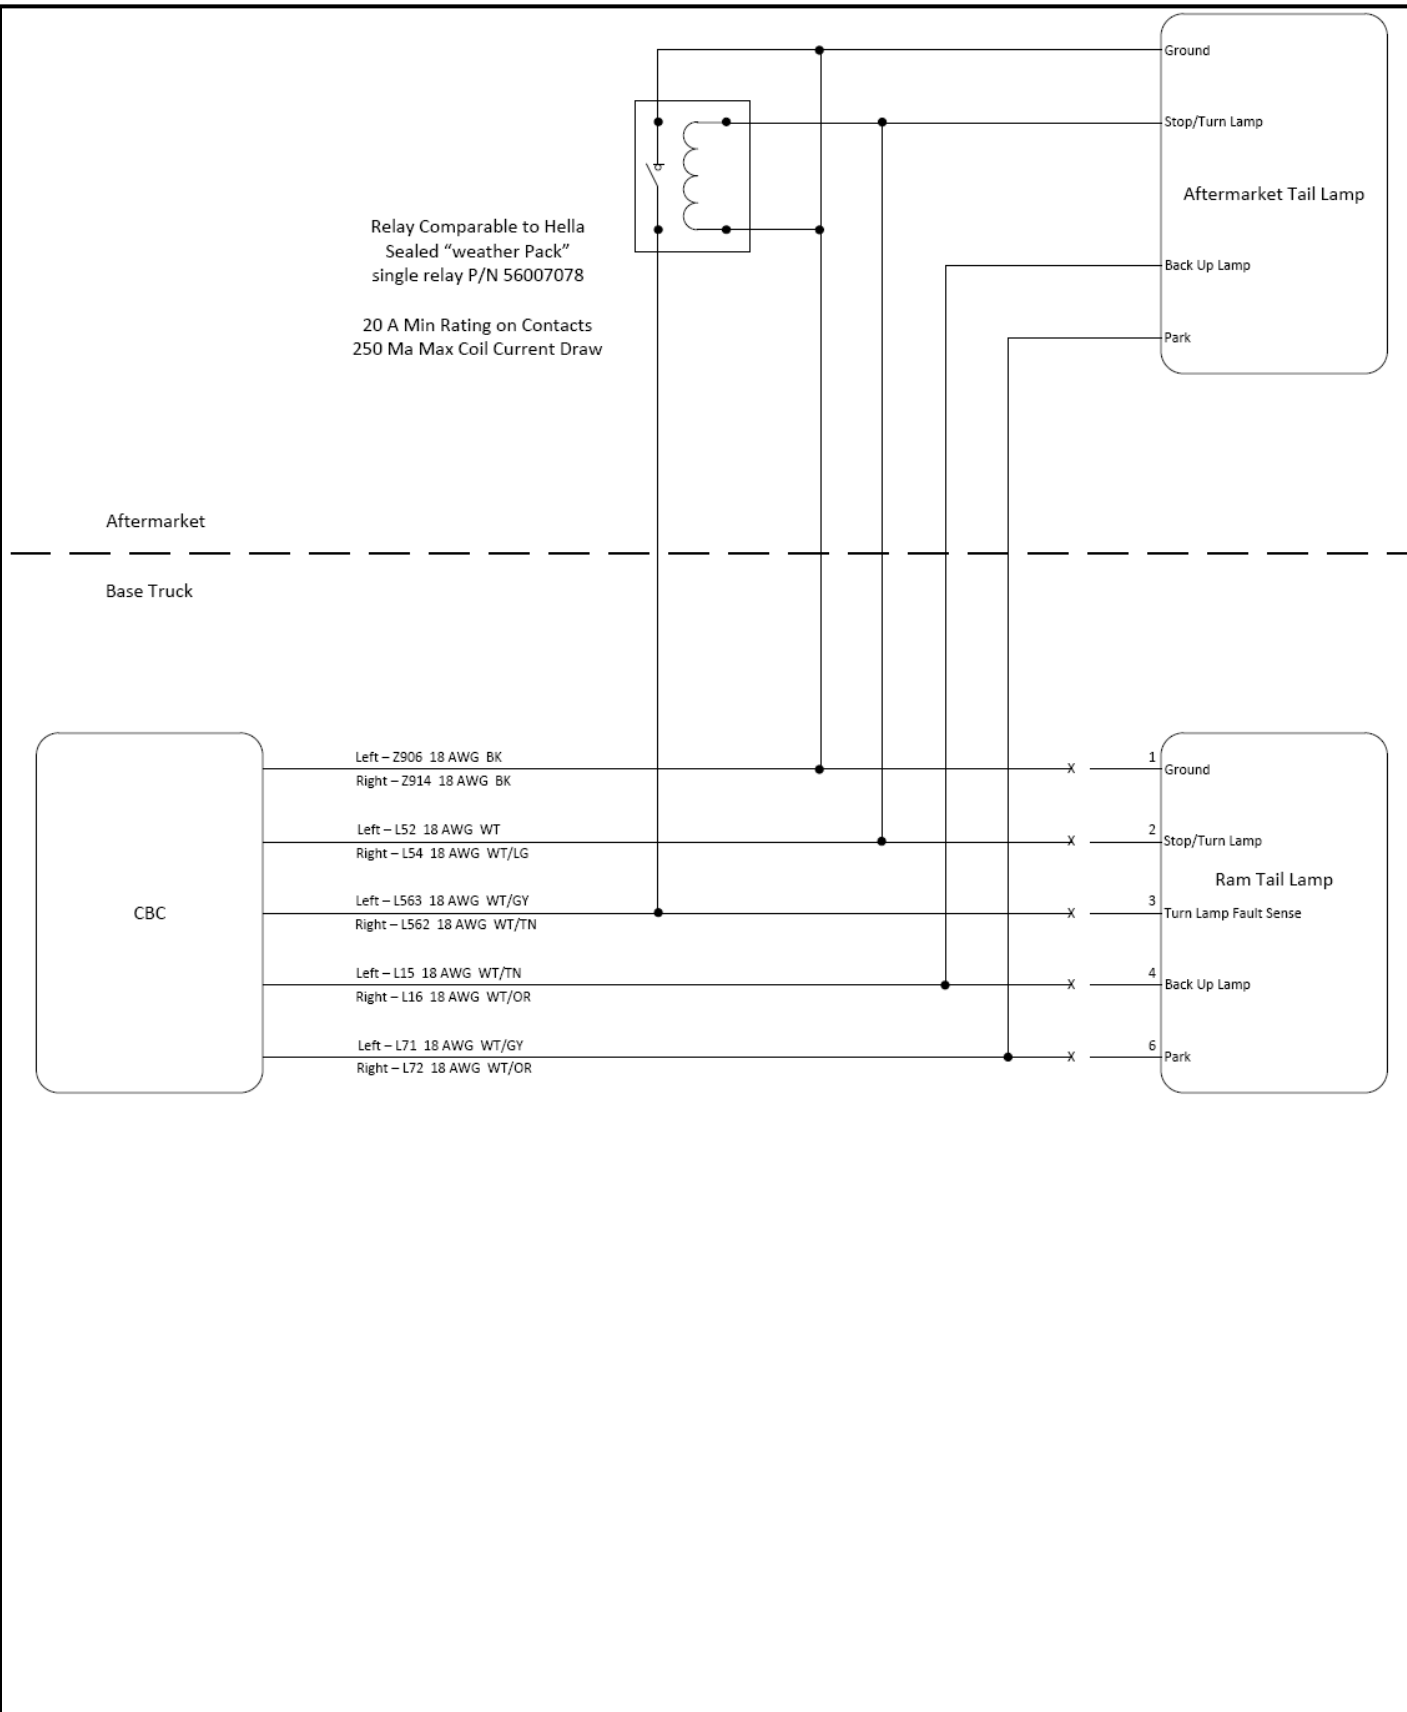 Ground
Stop/Turn Lamp
Aftermarket Tail Lamp
Back Up Lamp
Park
Relay Comparable to Hella
Sealed “weather Pack”
single relay P/N 56007078
20 A Min Rating on Contacts
250 Ma Max Coil Current Draw
Aftermarket
Base Truck
CBC
Left – Z906 18 AWG BK
Right – Z914 18 AWG BK
Left – L52 18 AWG WT
Right – L54 18 AWG WT/LG
Left – L563 18 AWG WT/GY
Right – L562 18 AWG WT/TN
Left – L15 18 AWG WT/TN
Right – L16 18 AWG WT/OR
Left – L71 18 AWG WT/GY
Right – L72 18 AWG WT/OR
X
X
X
X
X
1
Ground
2
Stop/Turn Lamp
Ram Tail Lamp
3
Turn Lamp Fault Sense
4
Back Up Lamp
6
Park